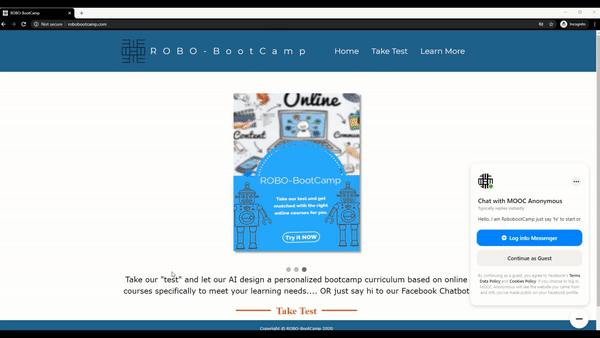 ROBO-BootCamp
Not secure | robobootcamp.com
Incognito
ROBO-BootCamp
Home
Take Test
Learn More
Online
Content
ROBO-BootCamp
Take our test and get
matched with the right
online courses for you
Try it NOW
Take our "test" and let our AI design a personalized bootcamp curriculum based on online
courses specifically to meet your learning needs.... OR just say hi to our Facebook Chatbot
Take Test
Copyright © ROBO-BootCamp 2020
Chat with MOOC Anonymous
Typically replies instantly
Hello, I am Robobootcamp just say 'hi' to start or
Log into Messenger
Continue as Guest
By continuing as a guest, you agree to Facebook's Terms
Data Policy and Cookies Policy. If you choose to log in
MOOC Anonymous will see the website you came from
and info you've made public on your Facebook profile.